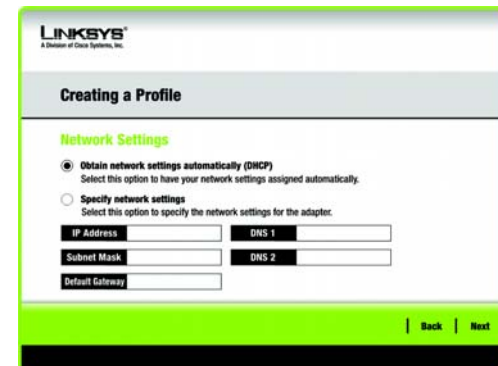 LINKSYS®
A Division of Cisco Systems, Inc.
Creating a Profile
Network Settings
Obtain network settings automatically (DHCP)
Select this option to have your network settings assigned automatically.
Specify network settings
Select this option to specify the network settings for the adapter.
IP Address DNS 1
Subnet Mask DNS 2
Default Gateway
Back Next